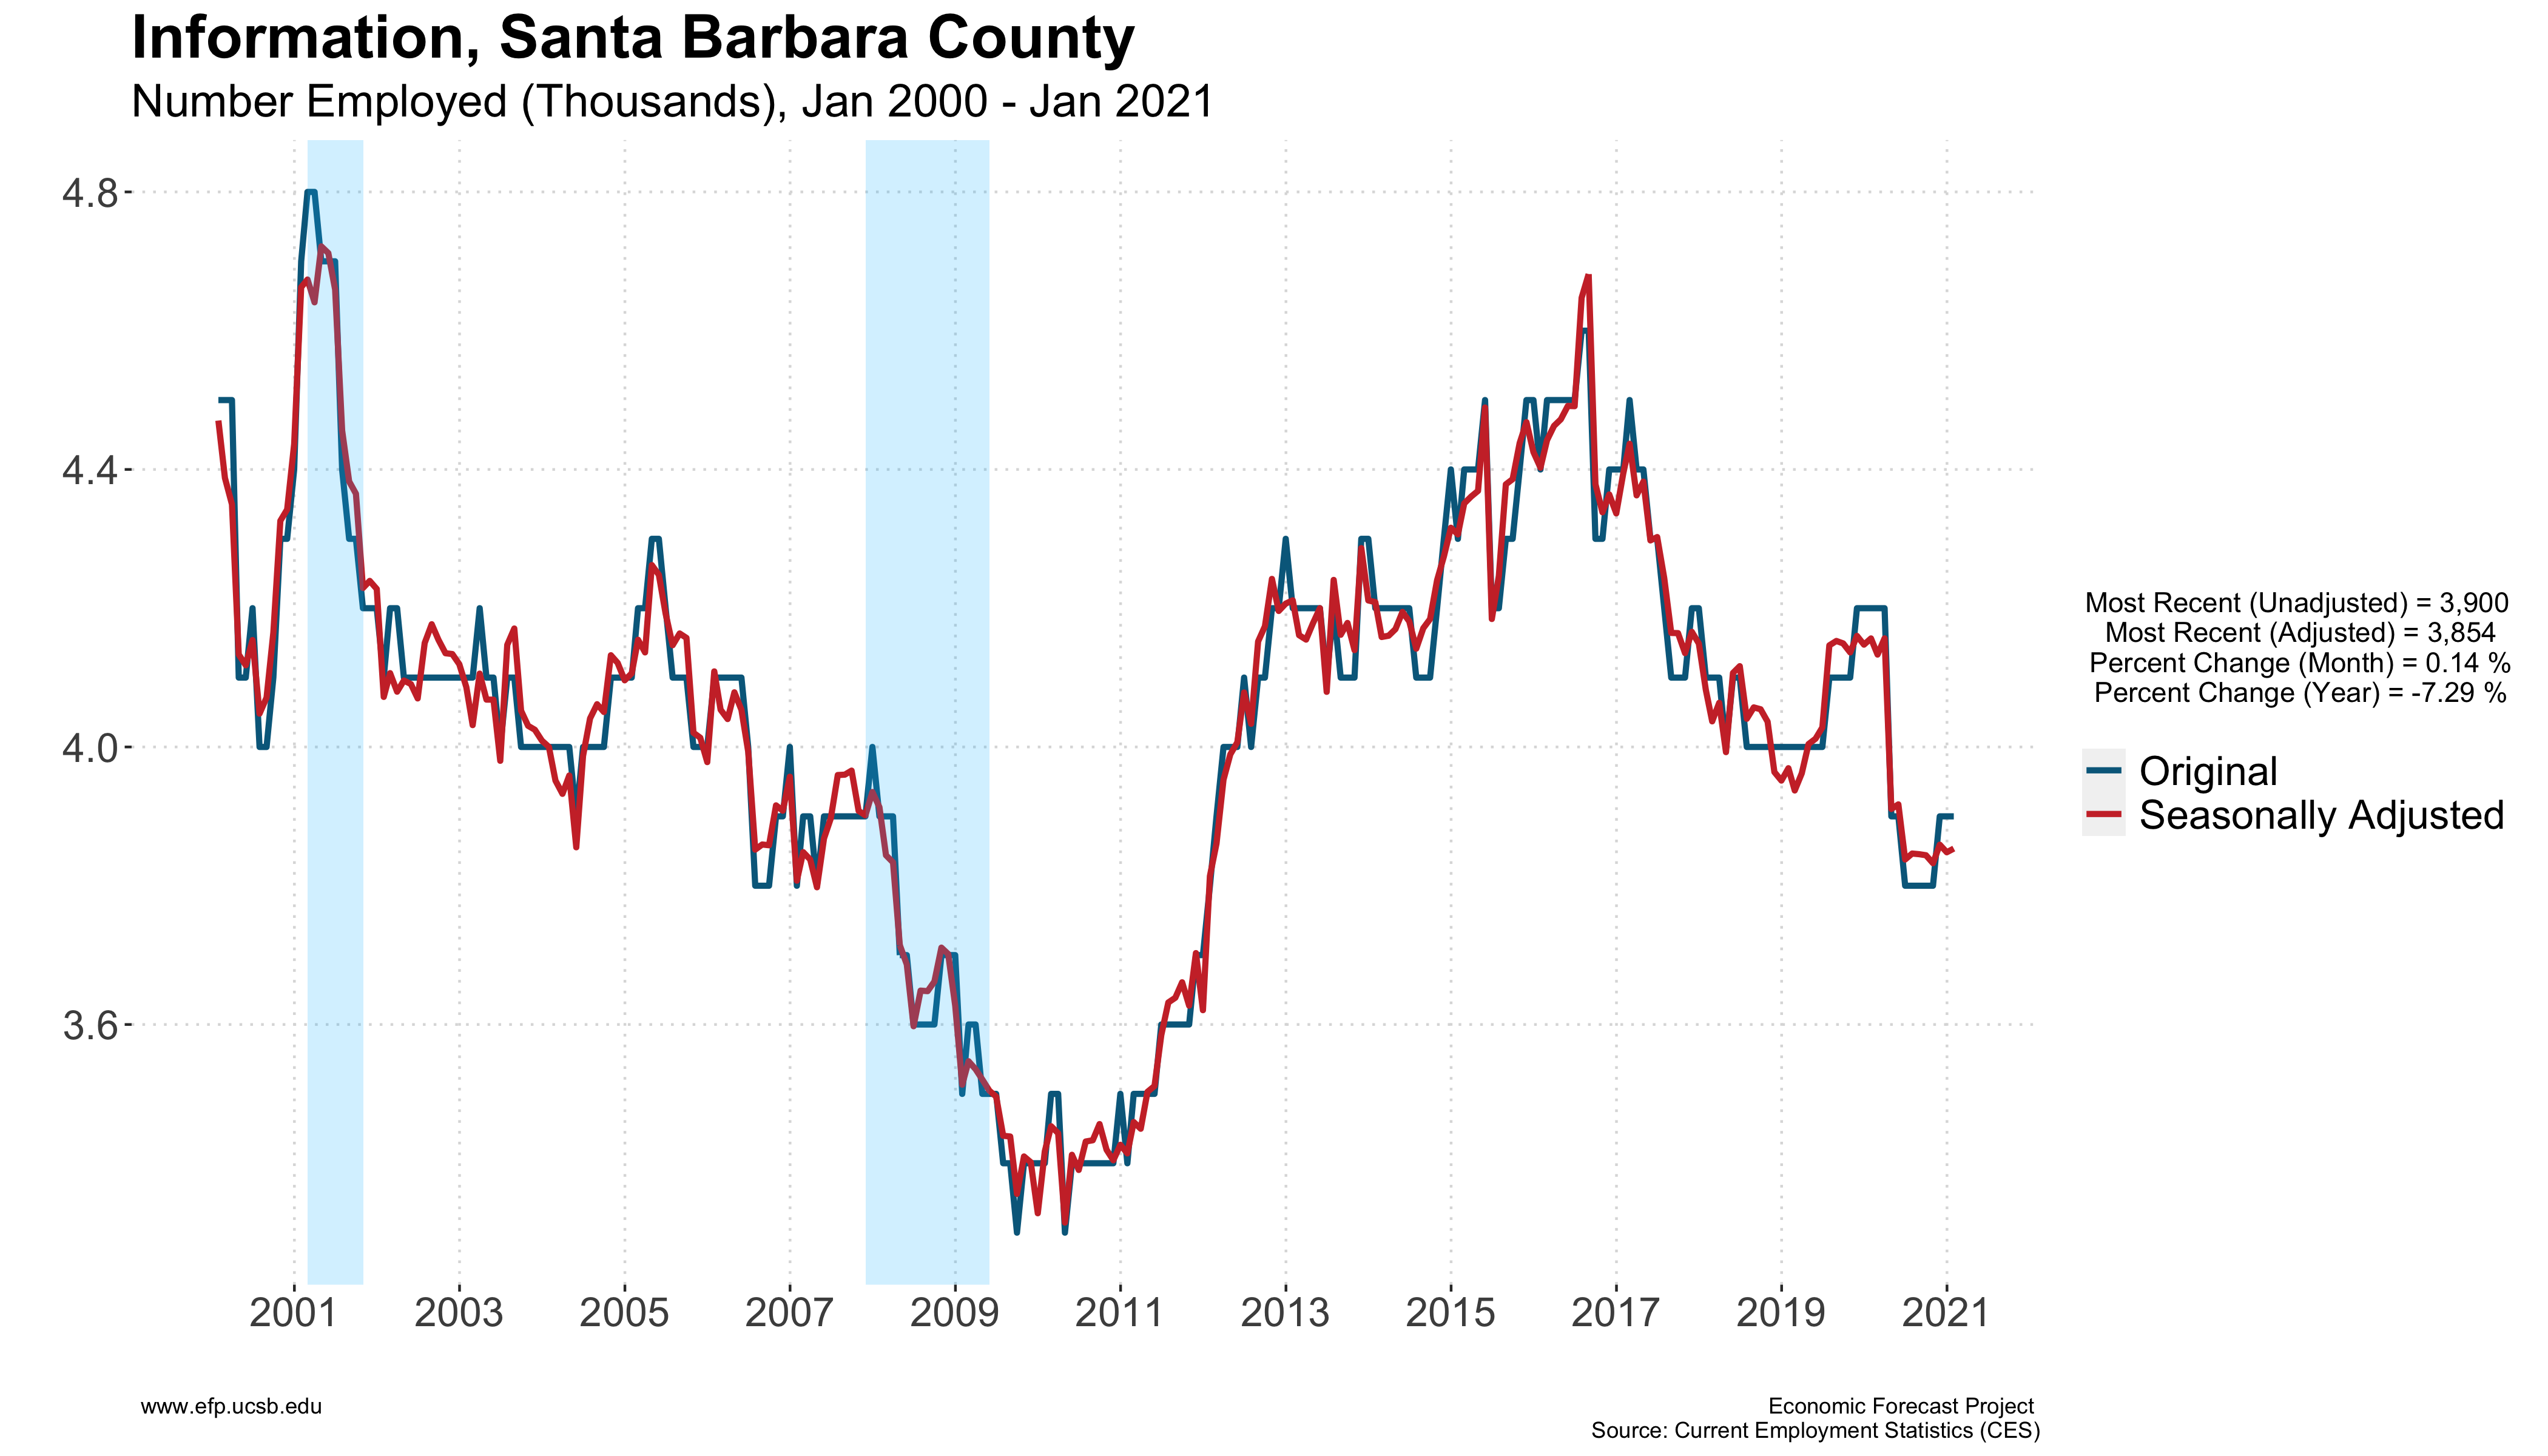 Information, Santa Barbara County
Number Employed (Thousands), Jan 2000 - Jan 2021
4.8
4.4
4.0
3.6
2001 2003 2005 2007 2009 2011 2013 2015 2017 2019 2021
Most Recent (Unadjusted) = 3,900
Most Recent (Adjusted) = 3,854
Percent Change (Month) = 0.14 %
Percent Change (Year) = -7.29 %
Original
Seasonally Adjusted
www.efp.ucsb.edu
Economic Forecast Project
Source: Current Employment Statistics (CES)